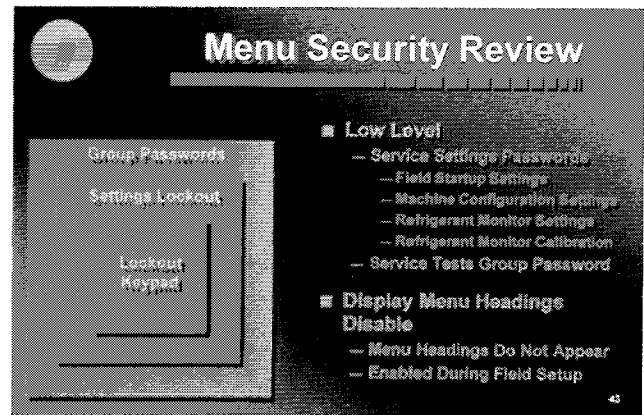 Menu Security Review
Group Passwords
Settings Lockout
Lockout
Keypad
■ Low Level
– Service Settings Passwords
– Field Startup Settings
– Machine Configuration Settings
– Refrigerant Monitor Settings
– Refrigerant Monitor Calibration
– Service Tests Group Password
■ Display Menu Headings
Disable
– Menu Headings Do Not Appear
– Enabled During Field Setup
43